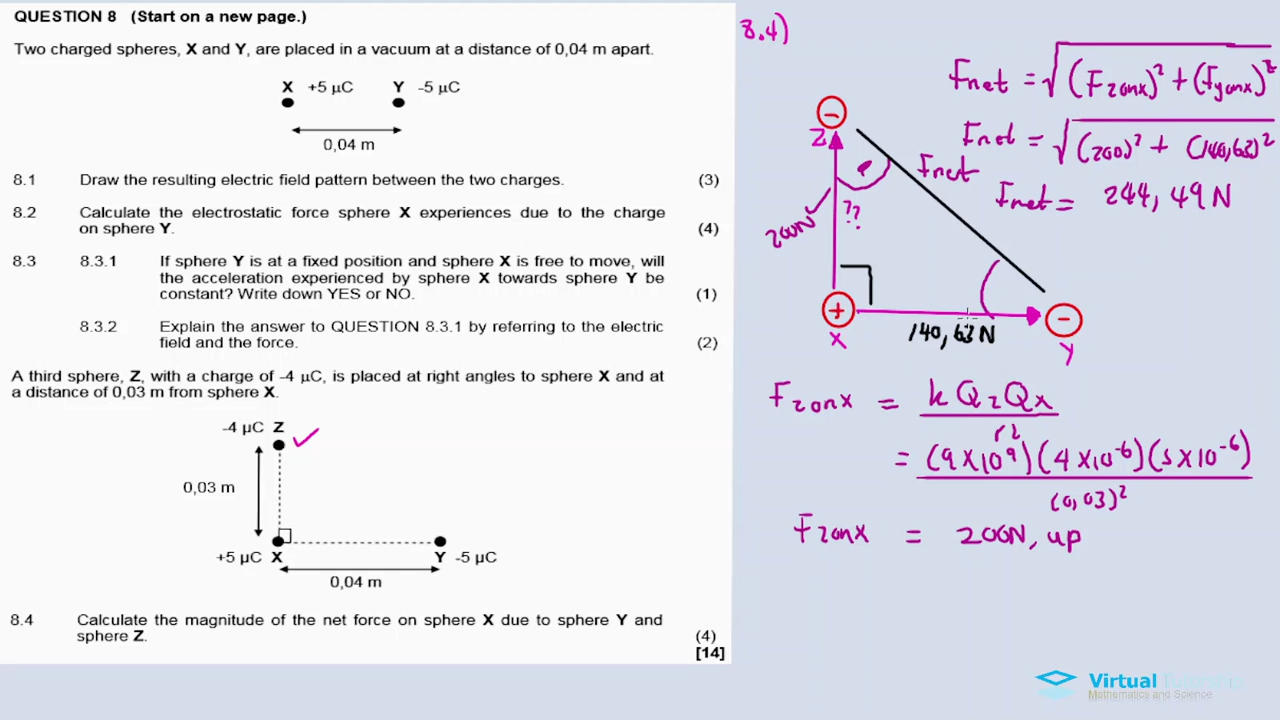 QUESTION 8 (Start on a new page.)
Two charged spheres, X and Y, are placed in a vacuum at a distance of 0,04 m apart.
X +5 µC Y -5 µC
0,04 m
8.1 Draw the resulting electric field pattern between the two charges. (3)
8.2 Calculate the electrostatic force sphere X experiences due to the charge
on sphere Y. (4)
8.3 8.3.1 If sphere Y is at a fixed position and sphere X is free to move, will
the acceleration experienced by sphere X towards sphere Y be
constant? Write down YES or NO. (1)
8.3.2 Explain the answer to QUESTION 8.3.1 by referring to the electric
field and the force. (2)
A third sphere, Z, with a charge of -4 µC, is placed at right angles to sphere X and at
a distance of 0,03 m from sphere X.
-4 µC Z
0,03 m
+5 µC X Y -5 µC
0,04 m
8.4 Calculate the magnitude of the net force on sphere X due to sphere Y and
sphere Z. (4)
[14]
8.4)
Fnet = √(Fzonx)² + (Fyonx)²
Fnet = √(200)² + (140,63)²
Fnet = 244,49 N
−
Z
Fnet
200N
??
+
X
140,63 N
−
Y
Fzonx = kQzQx
r²
= (9×10⁹)(4×10⁻⁶)(5×10⁻⁶)
(0,03)²
Fzonx = 200N, up
Virtual Tutorship
Mathematics and Science